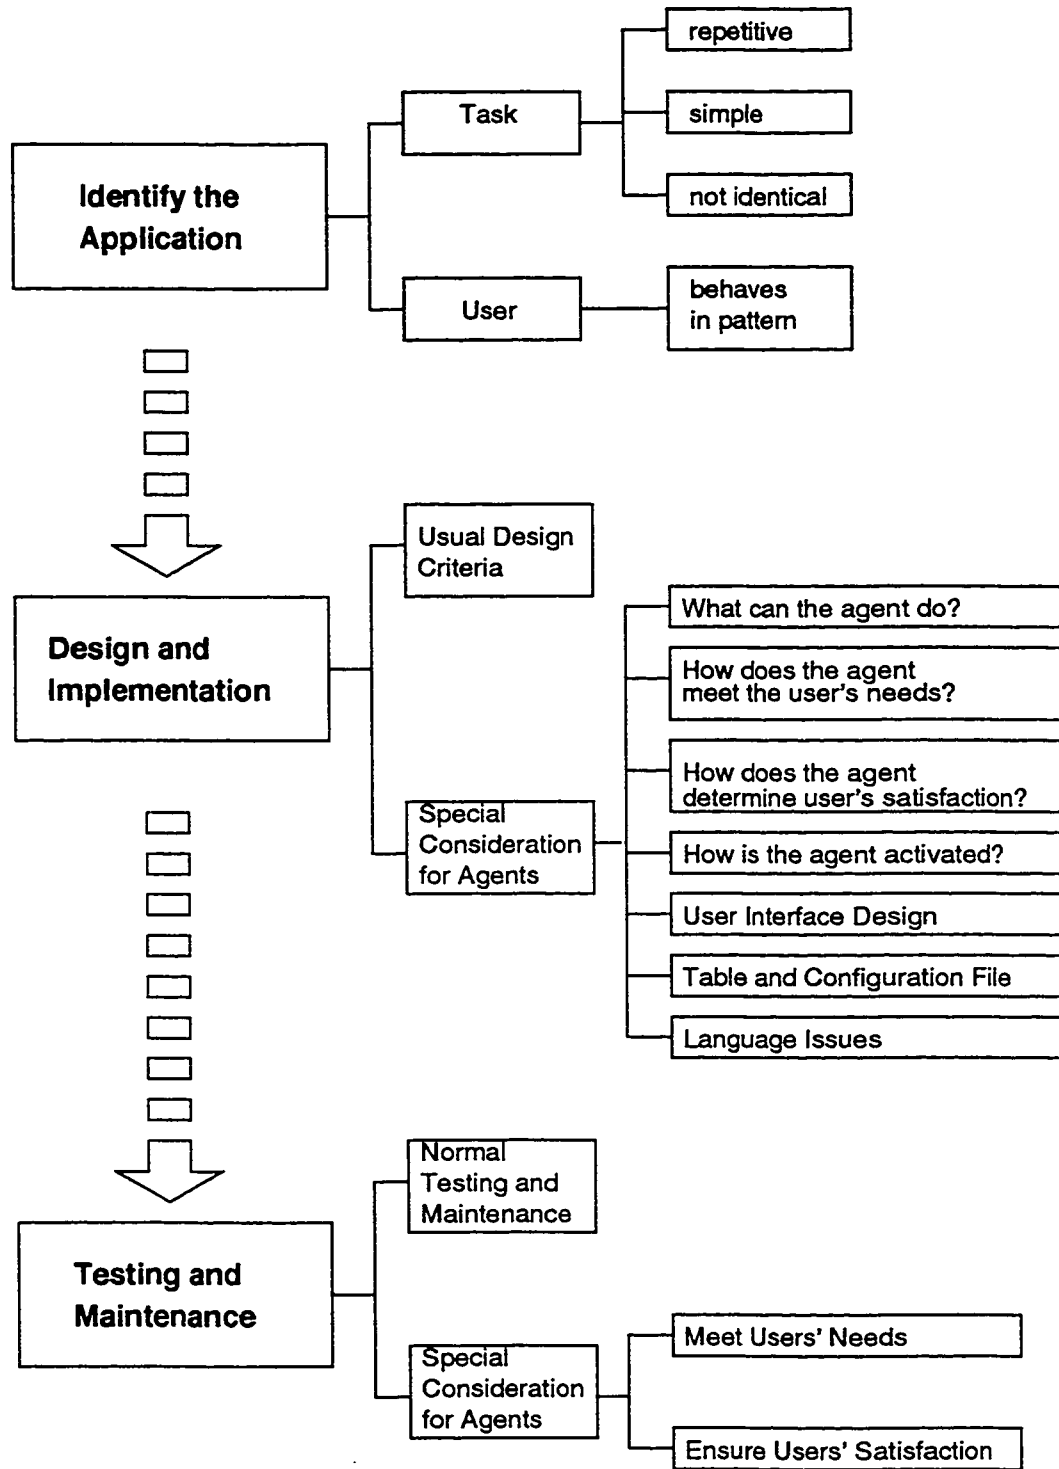 repetitive
Task
simple
Identify the
Application
not identical
User
behaves
in pattern
Usual Design
Criteria
What can the agent do?
Design and
Implementation
How does the agent
meet the user's needs?
How does the agent
determine user's satisfaction?
Special
Consideration
for Agents
How is the agent activated?
User Interface Design
Table and Configuration File
Language Issues
Normal
Testing and
Maintenance
Testing and
Maintenance
Special
Consideration
for Agents
Meet Users' Needs
Ensure Users' Satisfaction